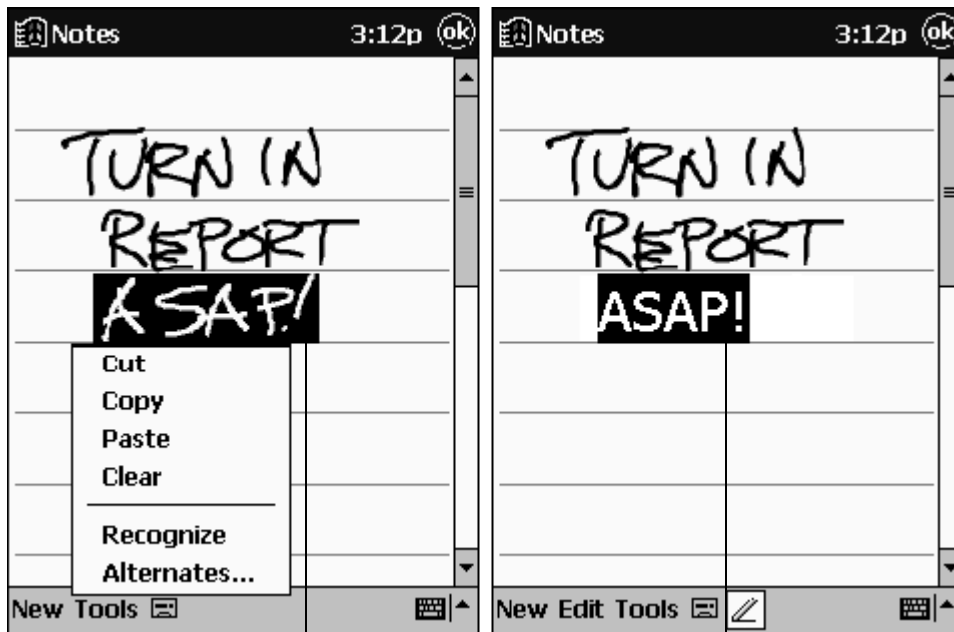 Notes 3:12p ok
TURN IN
REPORT
ASAP!
Cut
Copy
Paste
Clear
Recognize
Alternates...
New Tools
Notes 3:12p ok
TURN IN
REPORT
ASAP!
New Edit Tools